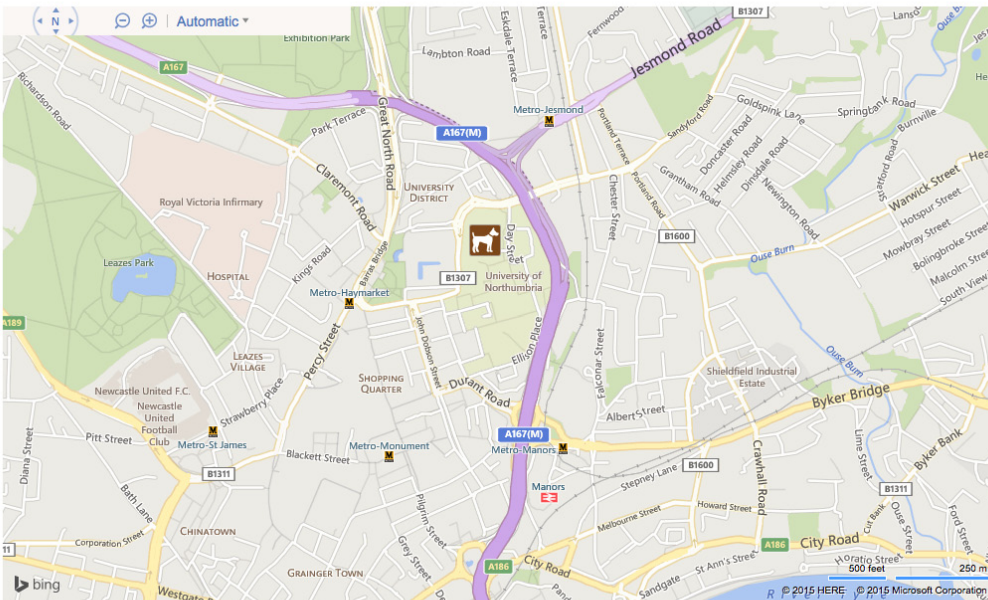 N
Automatic
B1307
Exhibition Park
Eskdale Terrace
Terrace
Fernwood
Lambton Road
Jesmond Road
A167
Richardson Road
Metro-Jesmond
Goldspink Lane
Springbank Road
Burnville
Park Terrace
Great North Road
A167(M)
Portland Terrace
Sandyford Road
Doncaster Road
Helmsley Road
Dinsdale Road
Stratford Road
Claremont Road
UNIVERSITY
DISTRICT
Chester Street
Portland Road
Grantham Road
Newington Road
Warwick Street
Hotspur Street
Mowbray Street
Bolingbroke Street
Malcolm Street
South View
Royal Victoria Infirmary
Leazes Park
HOSPITAL
Kings Road
Barras Bridge
Day Street
B1600
Ouse Burn
University of
Northumbria
B1307
Metro-Haymarket
A189
Percy Street
John Dobson Street
Ellison Place
Falconar Street
LEAZES
VILLAGE
Shieldfield Industrial
Estate
Ouse Burn
Newcastle United F.C.
Newcastle
United
Football
Club
Strawberry Place
SHOPPING
QUARTER
Durant Road
Albert Street
Byker Bridge
Diana Street
Pitt Street
Metro-St James
Metro-Monument
A167(M)
Metro-Manors
Blackett Street
B1311
Stepney Lane
B1600
Crawhall Road
Lime Street
Byker Bank
Manors
B1311
Bath Lane
Pilgrim Street
Melbourne Street
Howard Street
Cut Bank
Ouse Street
Ford Street
CHINATOWN
Corporation Street
Grey Street
A186
City Road
A186
City Road
Horatio Street
St Ann's Street
Sandgate
GRAINGER TOWN
Westgate
bing
500 feet
250 m
© 2015 HERE
© 2015 Microsoft Corporation